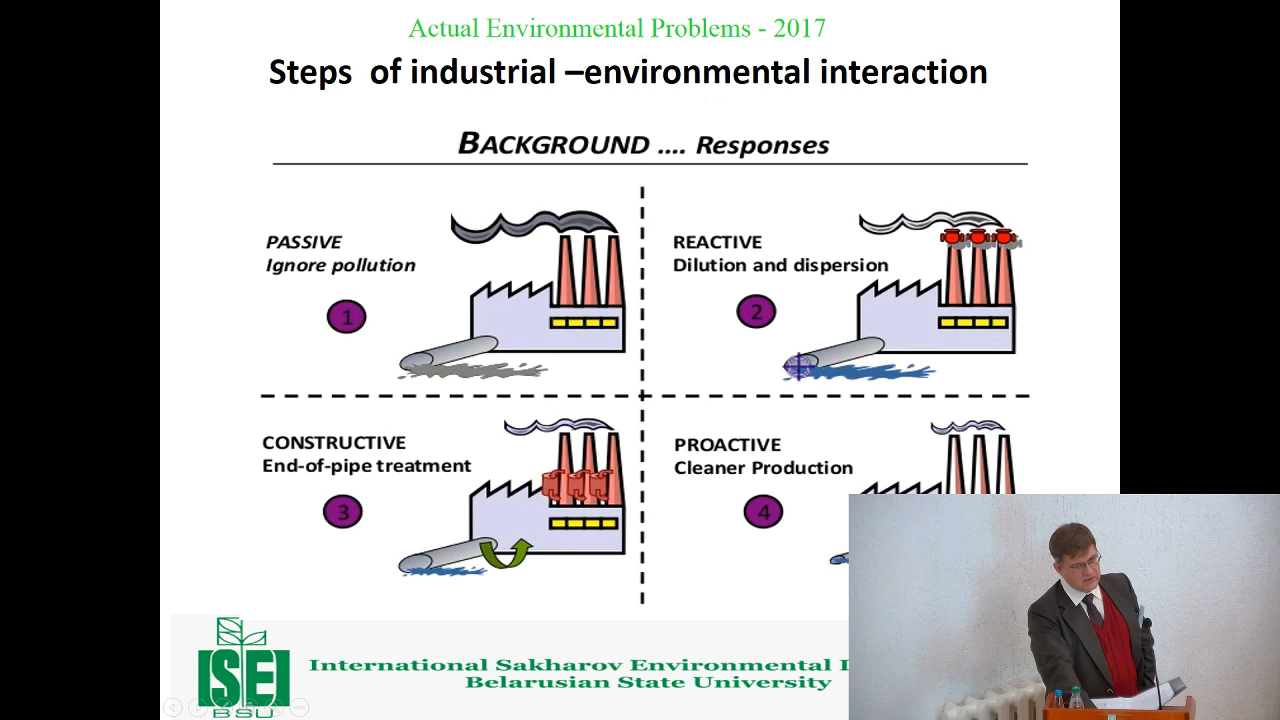 Actual Environmental Problems - 2017
Steps of industrial –environmental interaction
BACKGROUND .... Responses
PASSIVE
Ignore pollution
1
REACTIVE
Dilution and dispersion
2
CONSTRUCTIVE
End-of-pipe treatment
3
PROACTIVE
Cleaner Production
4
ISEI
BSU
International Sakharov Environmental
Belarusian State University